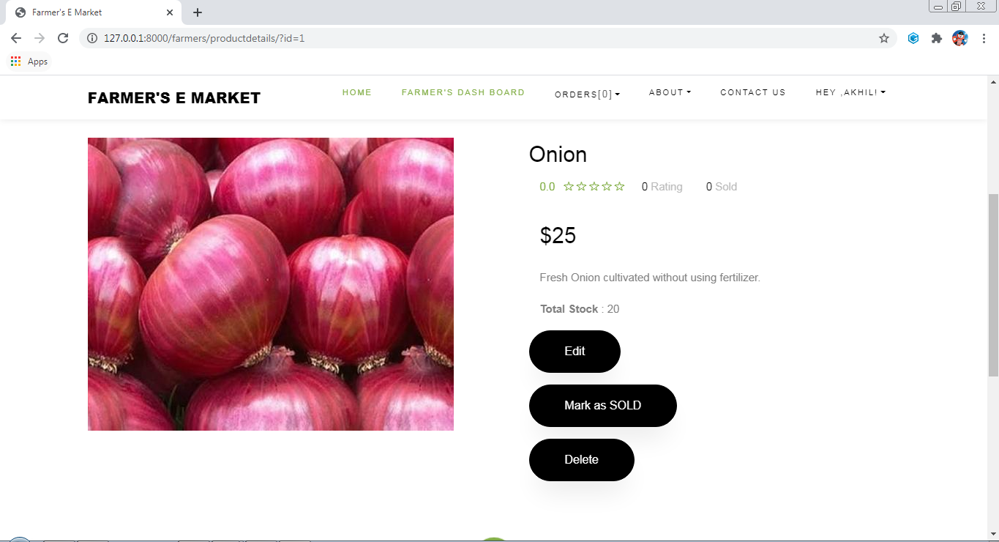 Farmer's E Market
127.0.0.1:8000/farmers/productdetails/?id=1
Apps
FARMER'S E MARKET
HOME FARMER'S DASH BOARD ORDERS[0] ABOUT CONTACT US HEY ,AKHIL!
Onion
0.0 ☆☆☆☆☆ 0 Rating 0 Sold
$25
Fresh Onion cultivated without using fertilizer.
Total Stock : 20
Edit
Mark as SOLD
Delete